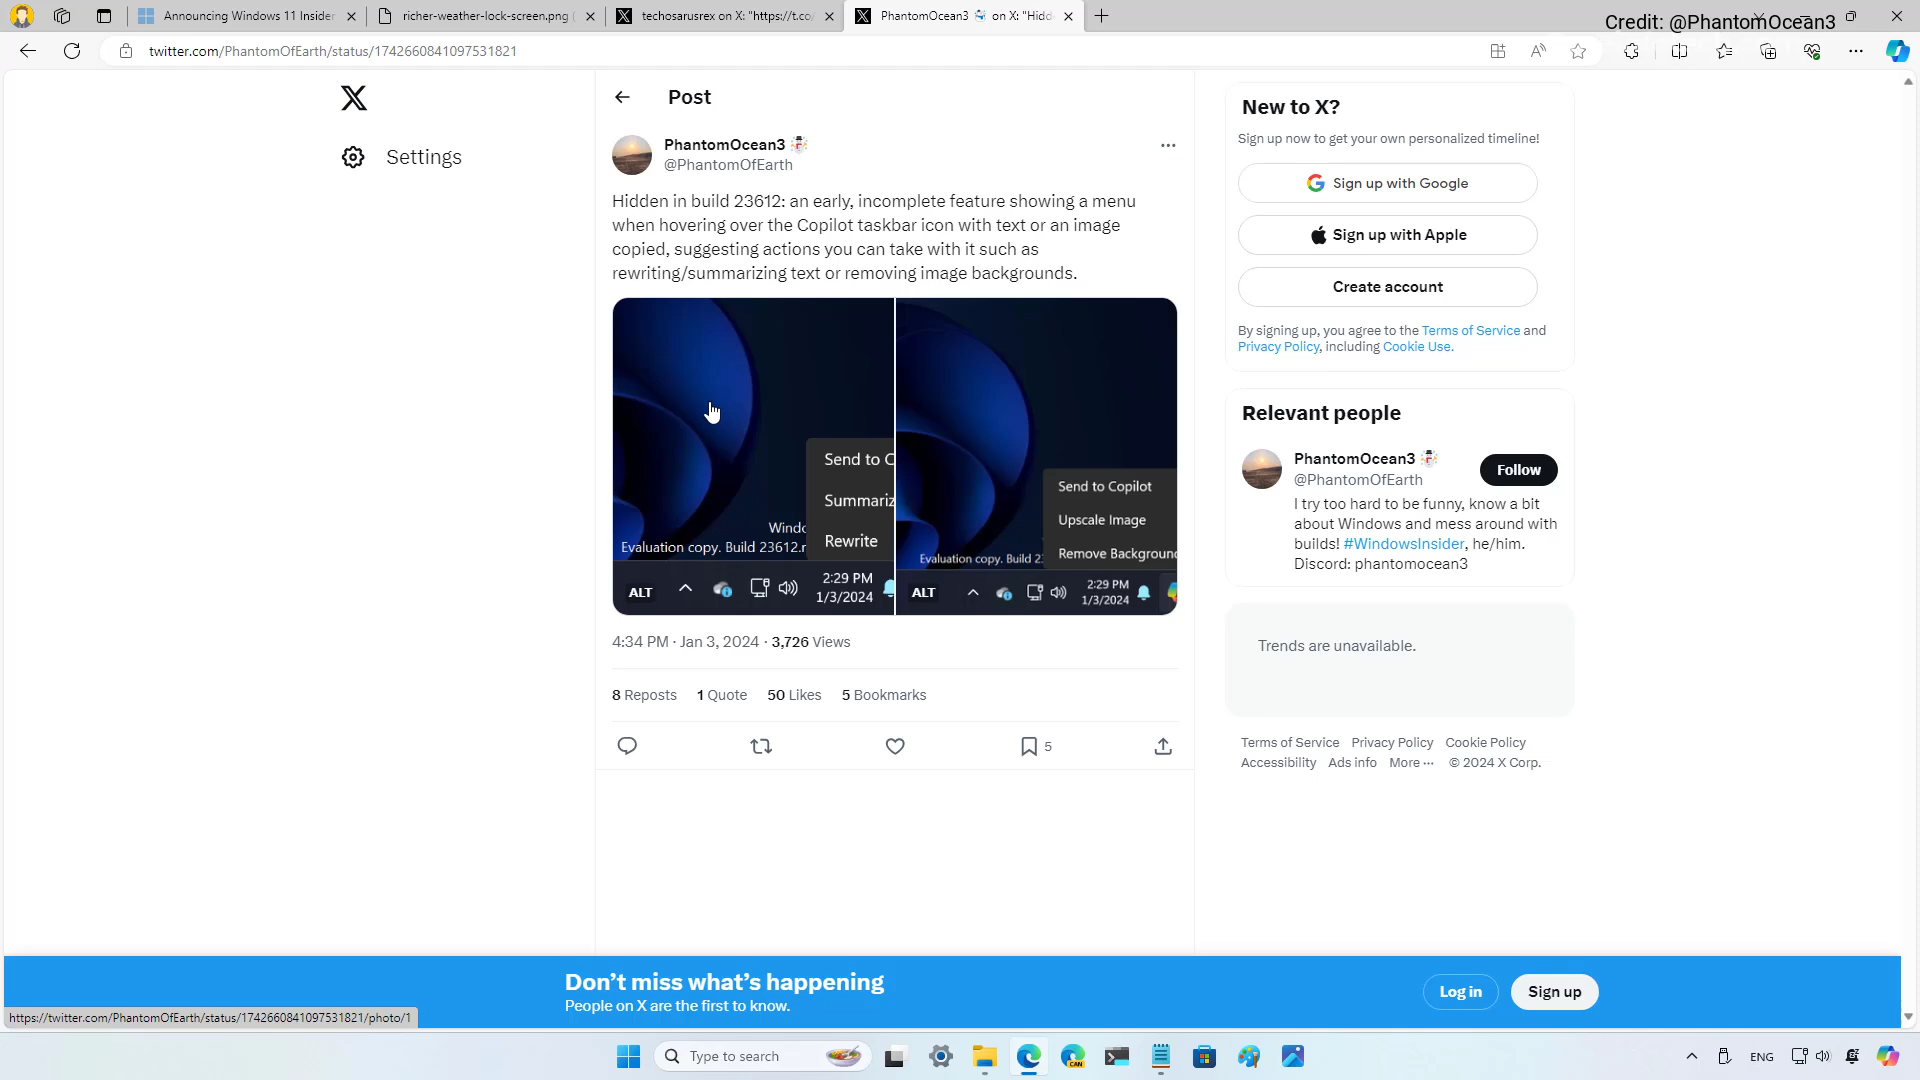 Announcing Windows 11 Insider
richer-weather-lock-screen.png (
techosarusrex on X: "https://t.co/
PhantomOcean3 ⛄ on X: "Hidd
Credit: @PhantomOcean3
twitter.com/PhantomOfEarth/status/1742660841097531821
Settings
Post
PhantomOcean3 ⛄
@PhantomOfEarth
Hidden in build 23612: an early, incomplete feature showing a menu
when hovering over the Copilot taskbar icon with text or an image
copied, suggesting actions you can take with it such as
rewriting/summarizing text or removing image backgrounds.
Send to C
Summariz
Rewrite
Windo
Evaluation copy. Build 23612.r
ALT
2:29 PM
1/3/2024
Send to Copilot
Upscale Image
Remove Background
Evaluation copy. Build 23
ALT
2:29 PM
1/3/2024
4:34 PM · Jan 3, 2024 · 3,726 Views
8 Reposts 1 Quote 50 Likes 5 Bookmarks
5
New to X?
Sign up now to get your own personalized timeline!
Sign up with Google
Sign up with Apple
Create account
By signing up, you agree to the Terms of Service and
Privacy Policy, including Cookie Use.
Relevant people
PhantomOcean3 ⛄
@PhantomOfEarth
Follow
I try too hard to be funny, know a bit
about Windows and mess around with
builds! #WindowsInsider, he/him.
Discord: phantomocean3
Trends are unavailable.
Terms of Service Privacy Policy Cookie Policy
Accessibility Ads info More ··· © 2024 X Corp.
Don’t miss what’s happening
People on X are the first to know.
Log in
Sign up
https://twitter.com/PhantomOfEarth/status/1742660841097531821/photo/1
Type to search
CAN
ENG